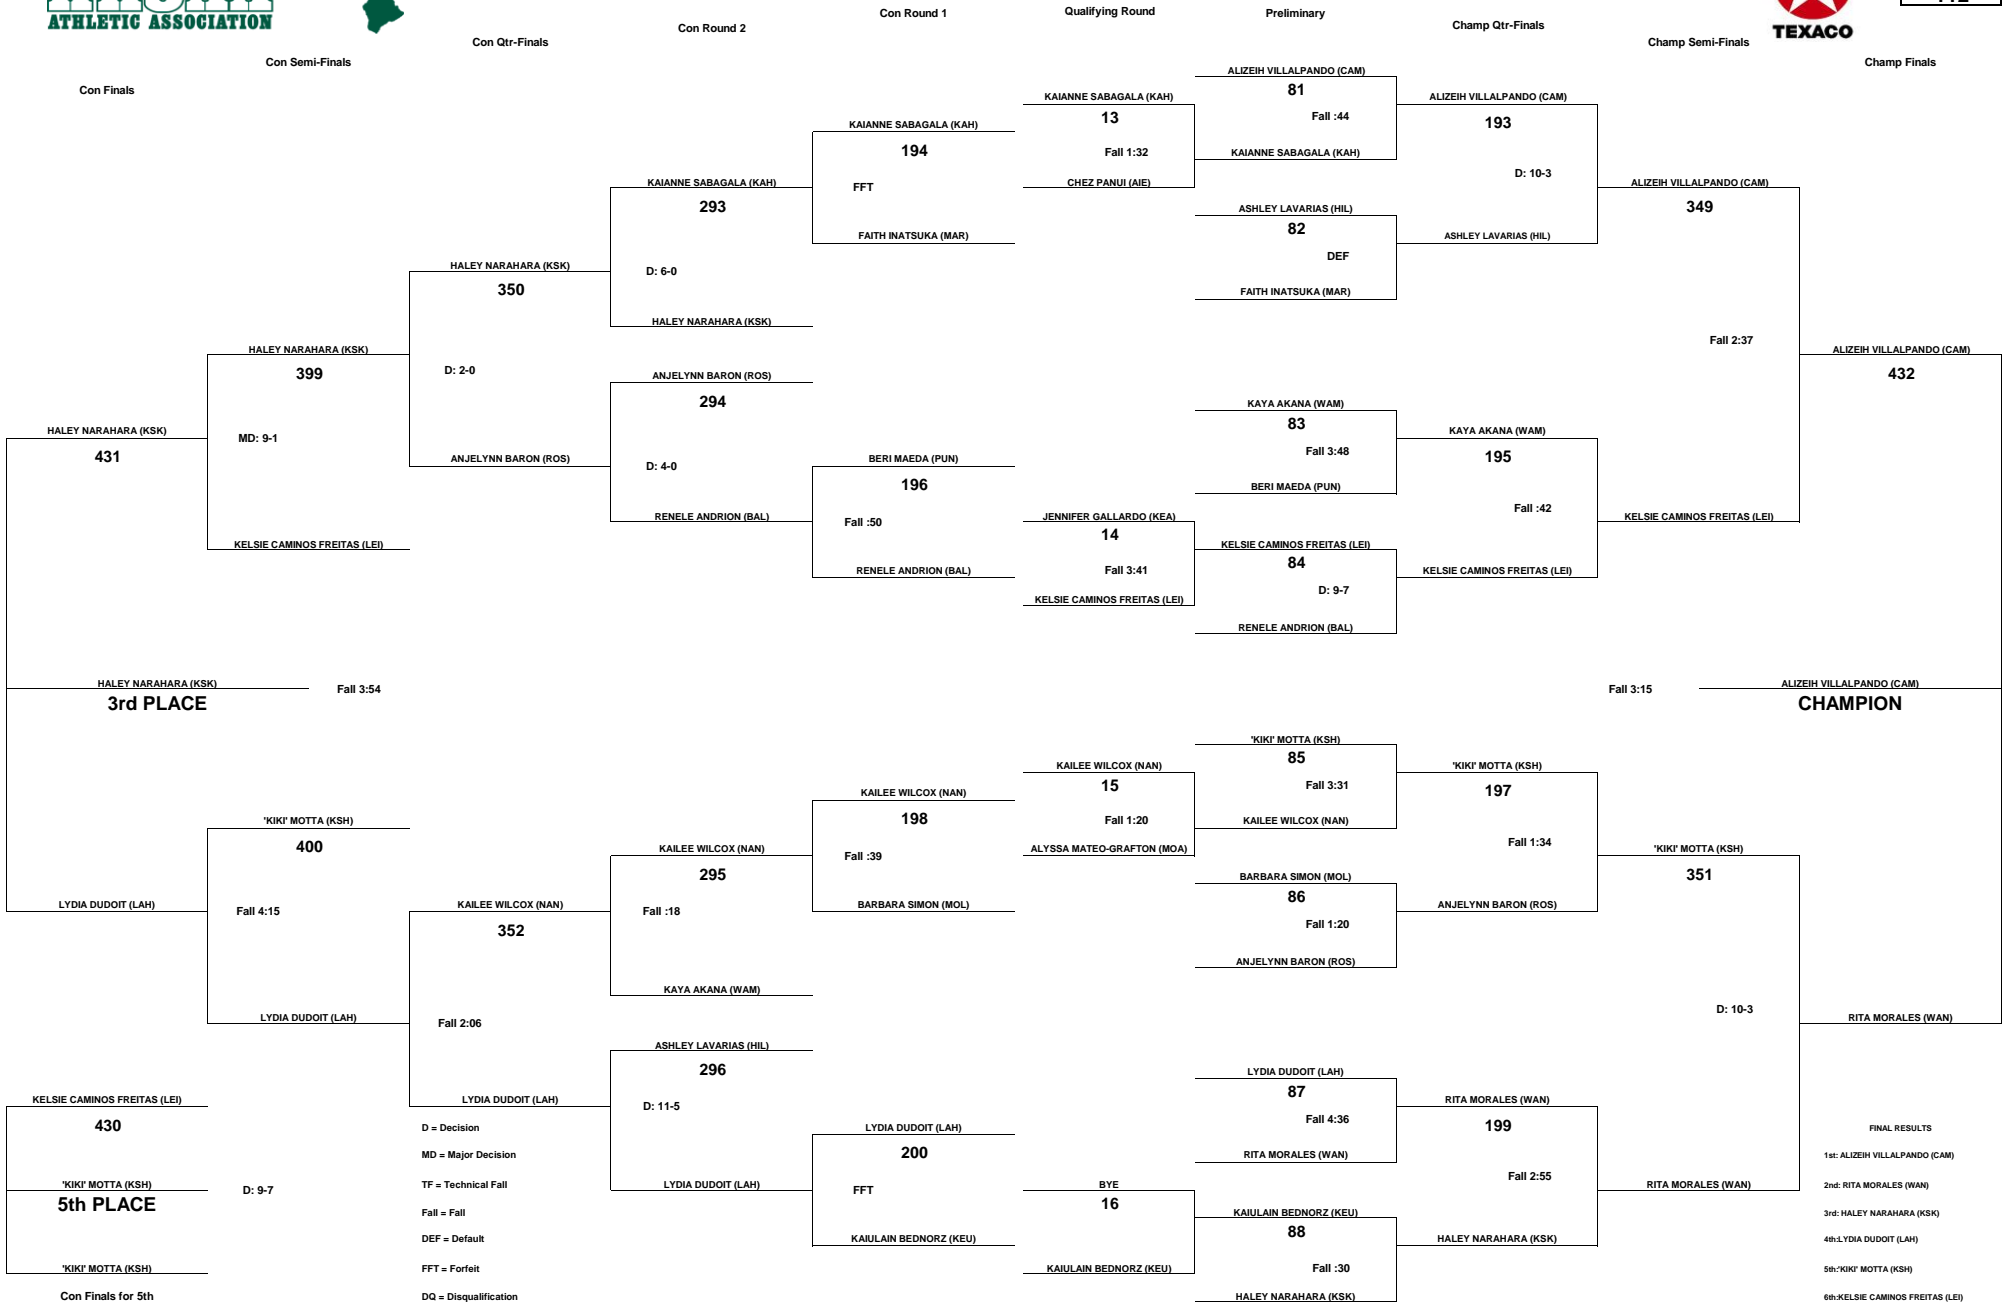 ATHLETIC ASSOCIATION
TEXACO
Con Finals
Con Semi-Finals
Con Qtr-Finals
Con Round 2
Con Round 1
Qualifying Round
Preliminary
Champ Qtr-Finals
Champ Semi-Finals
Champ Finals
ALIZEIH VILLALPANDO (CAM)
81
Fall :44
KAIANNE SABAGALA (KAH)
ASHLEY LAVARIAS (HIL)
82
DEF
FAITH INATSUKA (MAR)
KAYA AKANA (WAM)
83
Fall 3:48
BERI MAEDA (PUN)
KELSIE CAMINOS FREITAS (LEI)
84
D: 9-7
RENELE ANDRION (BAL)
'KIKI' MOTTA (KSH)
85
Fall 3:31
KAILEE WILCOX (NAN)
BARBARA SIMON (MOL)
86
Fall 1:20
ANJELYNN BARON (ROS)
LYDIA DUDOIT (LAH)
87
Fall 4:36
RITA MORALES (WAN)
KAIULAIN BEDNORZ (KEU)
88
Fall :30
HALEY NARAHARA (KSK)
KAIANNE SABAGALA (KAH)
13
Fall 1:32
CHEZ PANUI (AIE)
JENNIFER GALLARDO (KEA)
14
Fall 3:41
KELSIE CAMINOS FREITAS (LEI)
KAILEE WILCOX (NAN)
15
Fall 1:20
ALYSSA MATEO-GRAFTON (MOA)
BYE
16
KAIULAIN BEDNORZ (KEU)
ALIZEIH VILLALPANDO (CAM)
193
D: 10-3
ASHLEY LAVARIAS (HIL)
KAYA AKANA (WAM)
195
Fall :42
KELSIE CAMINOS FREITAS (LEI)
'KIKI' MOTTA (KSH)
197
Fall 1:34
ANJELYNN BARON (ROS)
RITA MORALES (WAN)
199
Fall 2:55
HALEY NARAHARA (KSK)
ALIZEIH VILLALPANDO (CAM)
349
Fall 2:37
KELSIE CAMINOS FREITAS (LEI)
'KIKI' MOTTA (KSH)
351
D: 10-3
RITA MORALES (WAN)
ALIZEIH VILLALPANDO (CAM)
432
Fall 3:15
ALIZEIH VILLALPANDO (CAM)
CHAMPION
RITA MORALES (WAN)
KAIANNE SABAGALA (KAH)
194
FFT
FAITH INATSUKA (MAR)
BERI MAEDA (PUN)
196
Fall :50
RENELE ANDRION (BAL)
KAILEE WILCOX (NAN)
198
Fall :39
BARBARA SIMON (MOL)
LYDIA DUDOIT (LAH)
200
FFT
KAIULAIN BEDNORZ (KEU)
KAIANNE SABAGALA (KAH)
293
D: 6-0
HALEY NARAHARA (KSK)
ANJELYNN BARON (ROS)
294
D: 4-0
RENELE ANDRION (BAL)
KAILEE WILCOX (NAN)
295
Fall :18
KAYA AKANA (WAM)
ASHLEY LAVARIAS (HIL)
296
D: 11-5
LYDIA DUDOIT (LAH)
HALEY NARAHARA (KSK)
350
D: 2-0
ANJELYNN BARON (ROS)
KAILEE WILCOX (NAN)
352
Fall 2:06
LYDIA DUDOIT (LAH)
HALEY NARAHARA (KSK)
399
MD: 9-1
KELSIE CAMINOS FREITAS (LEI)
'KIKI' MOTTA (KSH)
400
Fall 4:15
LYDIA DUDOIT (LAH)
HALEY NARAHARA (KSK)
431
HALEY NARAHARA (KSK)
3rd PLACE
Fall 3:54
LYDIA DUDOIT (LAH)
KELSIE CAMINOS FREITAS (LEI)
430
'KIKI' MOTTA (KSH)
5th PLACE
D: 9-7
'KIKI' MOTTA (KSH)
Con Finals for 5th
D = Decision
MD = Major Decision
TF = Technical Fall
Fall = Fall
DEF = Default
FFT = Forfeit
DQ = Disqualification
FINAL RESULTS
1st: ALIZEIH VILLALPANDO (CAM)
2nd: RITA MORALES (WAN)
3rd: HALEY NARAHARA (KSK)
4th:LYDIA DUDOIT (LAH)
5th:'KIKI' MOTTA (KSH)
6th:KELSIE CAMINOS FREITAS (LEI)